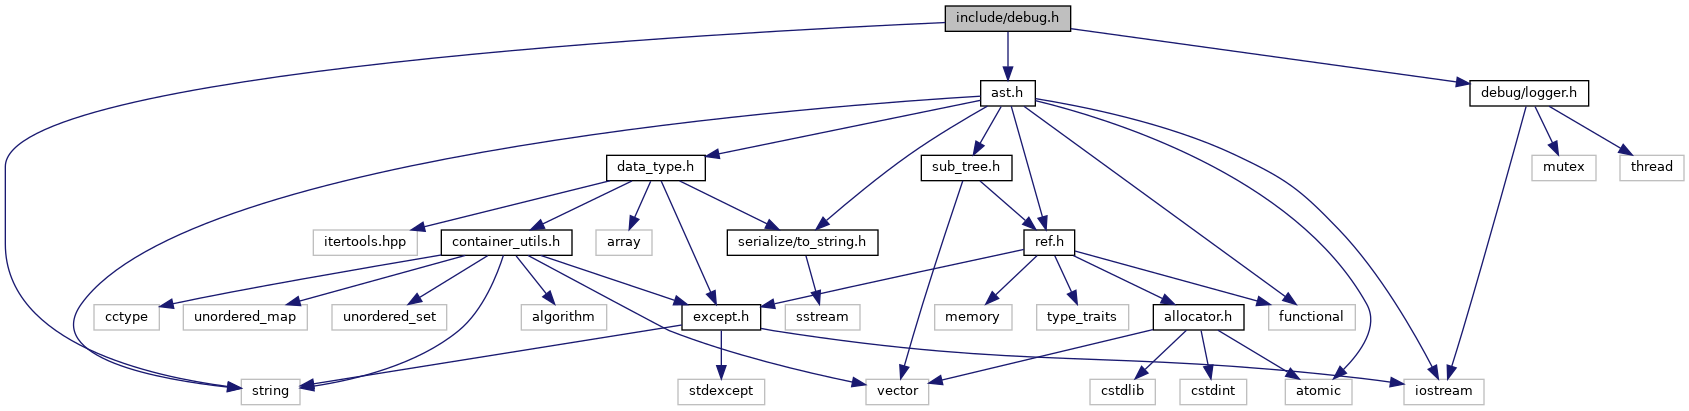 include/debug.h
ast.h
debug/logger.h
data_type.h
sub_tree.h
mutex
thread
itertools.hpp
container_utils.h
array
serialize/to_string.h
ref.h
cctype
unordered_map
unordered_set
algorithm
except.h
sstream
memory
type_traits
allocator.h
functional
string
stdexcept
vector
cstdlib
cstdint
atomic
iostream